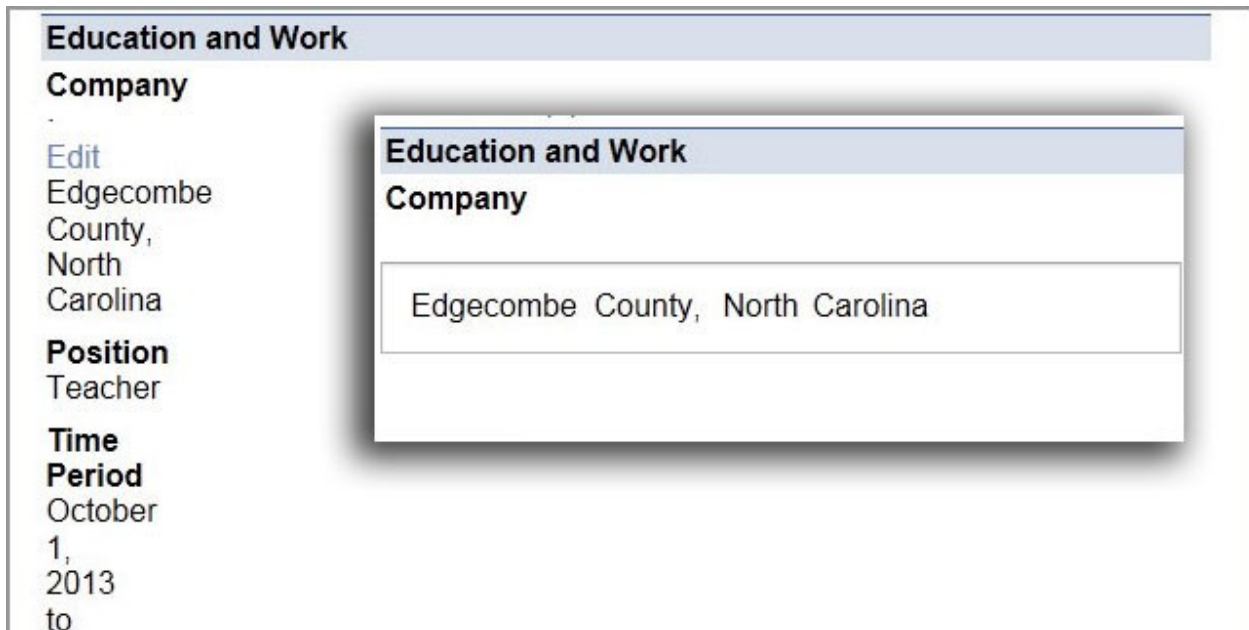 Education and Work
Company
Edit
Edgecombe
County,
North
Carolina
Position
Teacher
Time
Period
October
1,
2013
to
Education and Work
Company
Edgecombe County, North Carolina